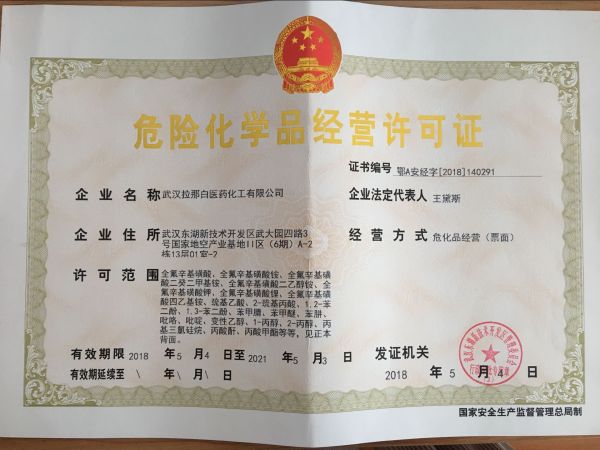 危险化学品经营许可证
证书编号 鄂A安经字[2018]140291
企业名称 武汉拉那白医药化工有限公司
企业法定代表人 王黛斯
企业住所 武汉东湖新技术开发区武大园四路3
号国家地空产业基地II区（6期）A-2
栋13层01室-2
经营方式 危化品经营（票面）
许可范围 全氟辛基磺酸、全氟辛基磺酸铵、全氟辛基磺
酸二癸二甲基铵、全氟辛基磺酸二乙醇铵、全
氟辛基磺酸钾、全氟辛基磺酸锂、全氟辛基磺
酸四乙基铵、巯基乙酸、2-巯基丙酸、1,2-苯
二酚、1,3-苯二酚、苯甲腈、苯甲醚、苯肼、
吡咯、吡啶、变性乙醇、1-丙醇、2-丙醇、丙
基三氯硅烷、丙酸酐、丙酸甲酯等等，见正本
背面。
有效期限 2018 年 5 月 4 日至 2021 年 5 月 3 日
有效期延续至 \ 年 \ 月 \ 日
发证机关
2018 年 5 月 4 日
国家安全生产监督管理总局制